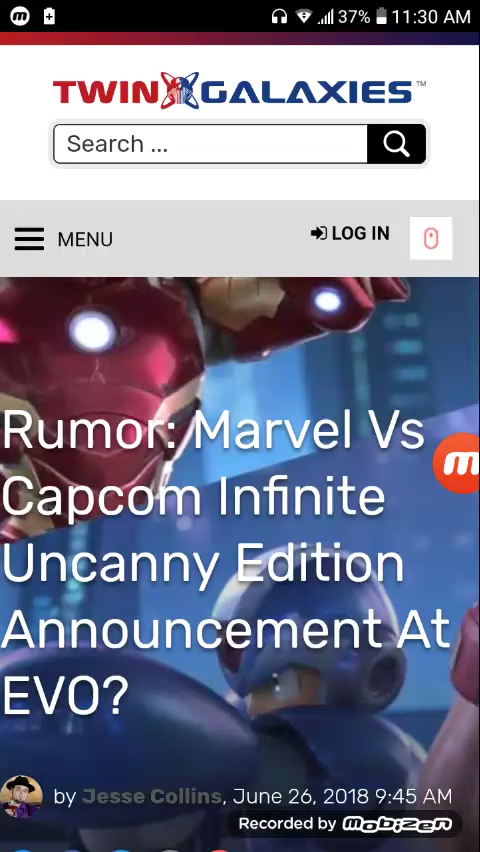 37% 11:30 AM
TWIN GALAXIES™
Search ...
MENU
LOG IN
Rumor: Marvel Vs
Capcom Infinite
Uncanny Edition
Announcement At
EVO?
by Jesse Collins, June 26, 2018 9:45 AM
Recorded by Mobizen